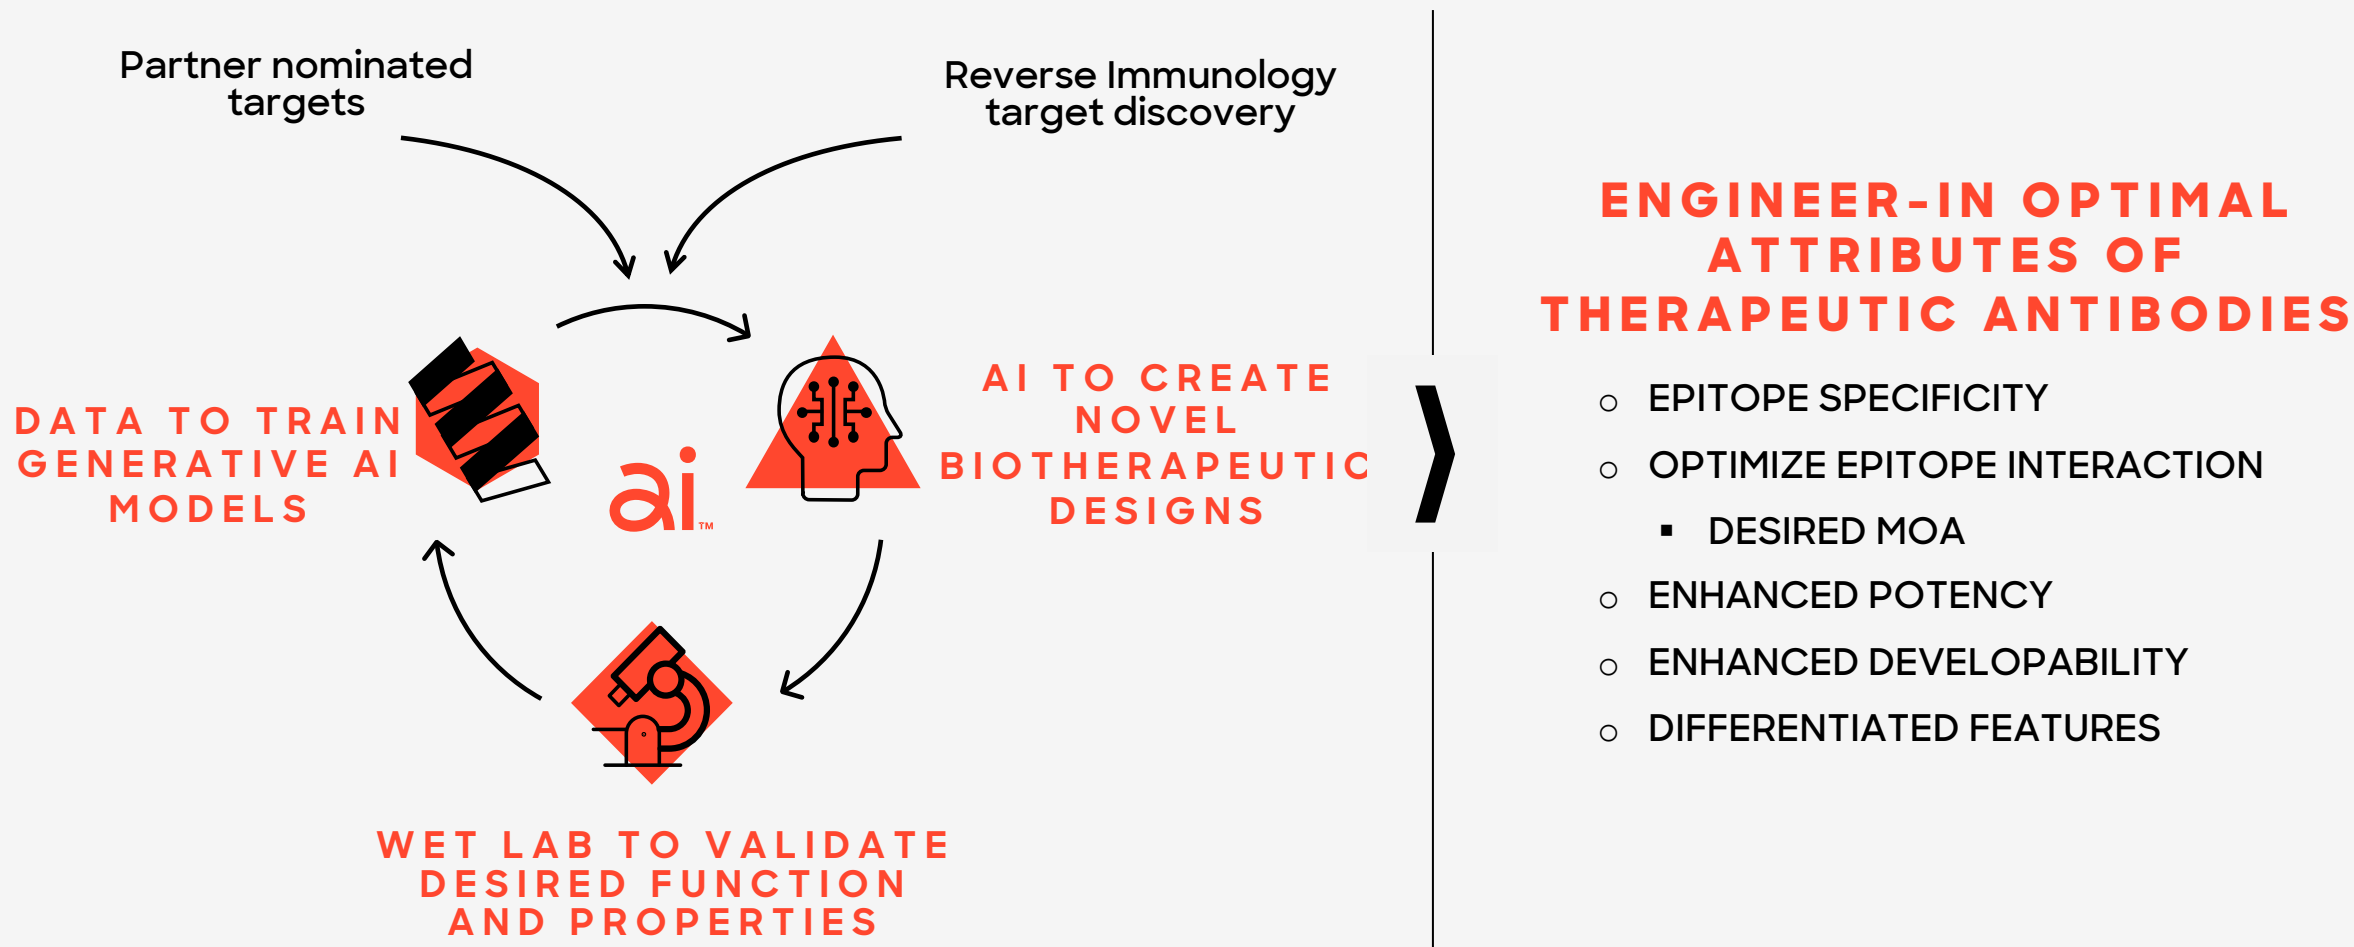 Partner nominated
targets
Reverse Immunology
target discovery
DATA TO TRAIN
GENERATIVE AI
MODELS
ai™
AI TO CREATE
NOVEL
BIOTHERAPEUTIC
DESIGNS
WET LAB TO VALIDATE
DESIRED FUNCTION
AND PROPERTIES
ENGINEER-IN OPTIMAL
ATTRIBUTES OF
THERAPEUTIC ANTIBODIES
EPITOPE SPECIFICITY
OPTIMIZE EPITOPE INTERACTION
DESIRED MOA
ENHANCED POTENCY
ENHANCED DEVELOPABILITY
DIFFERENTIATED FEATURES